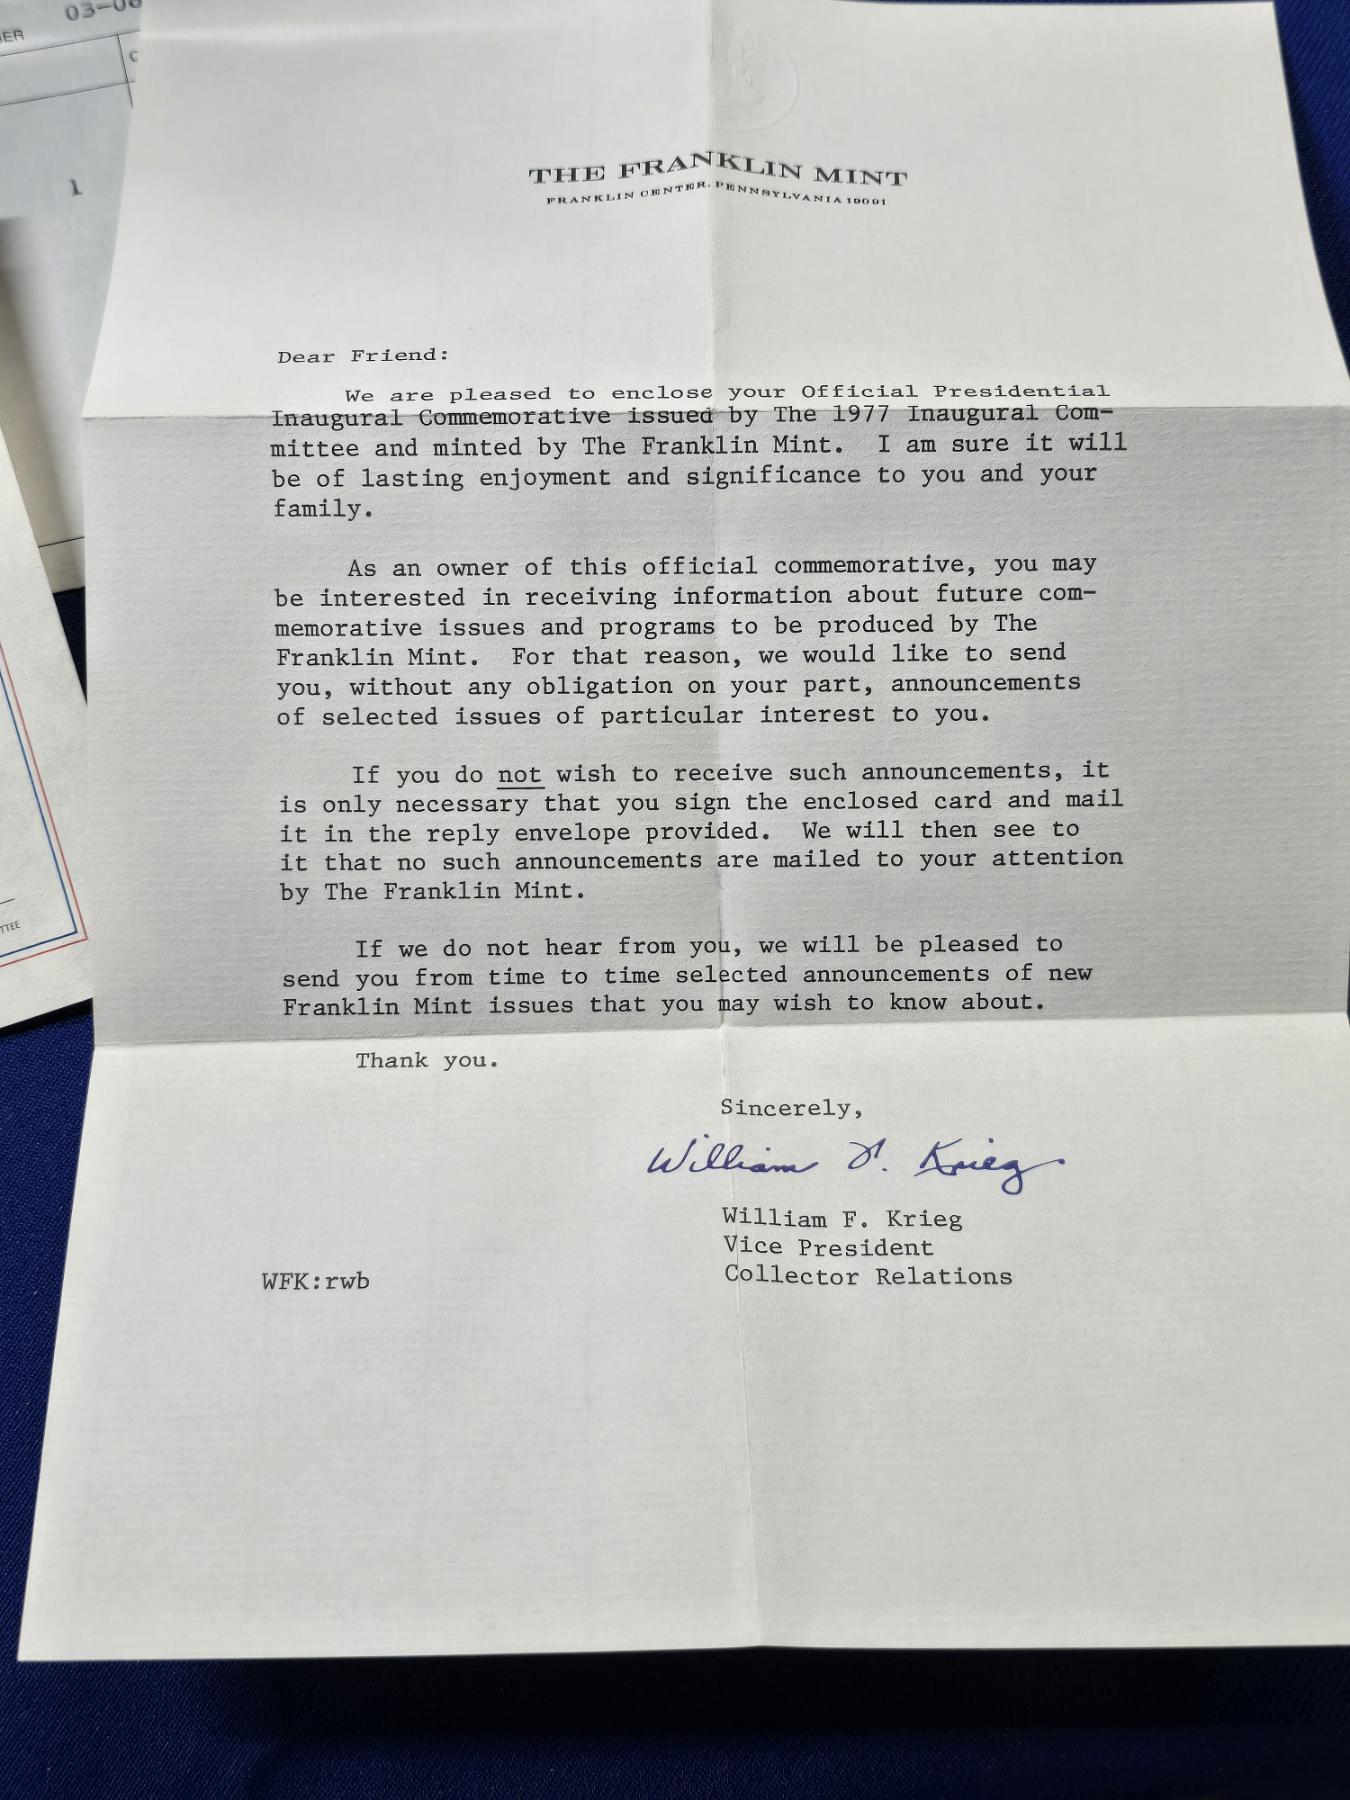 03-06
1
THE FRANKLIN MINT
FRANKLIN CENTER, PENNSYLVANIA 19091
Dear Friend:
We are pleased to enclose your Official Presidential
Inaugural Commemorative issued by The 1977 Inaugural Com-
mittee and minted by The Franklin Mint. I am sure it will
be of lasting enjoyment and significance to you and your
family.
As an owner of this official commemorative, you may
be interested in receiving information about future com-
memorative issues and programs to be produced by The
Franklin Mint. For that reason, we would like to send
you, without any obligation on your part, announcements
of selected issues of particular interest to you.
If you do not wish to receive such announcements, it
is only necessary that you sign the enclosed card and mail
it in the reply envelope provided. We will then see to
it that no such announcements are mailed to your attention
by The Franklin Mint.
If we do not hear from you, we will be pleased to
send you from time to time selected announcements of new
Franklin Mint issues that you may wish to know about.
Thank you.
Sincerely,
William F. Krieg
William F. Krieg
Vice President
Collector Relations
WFK:rwb